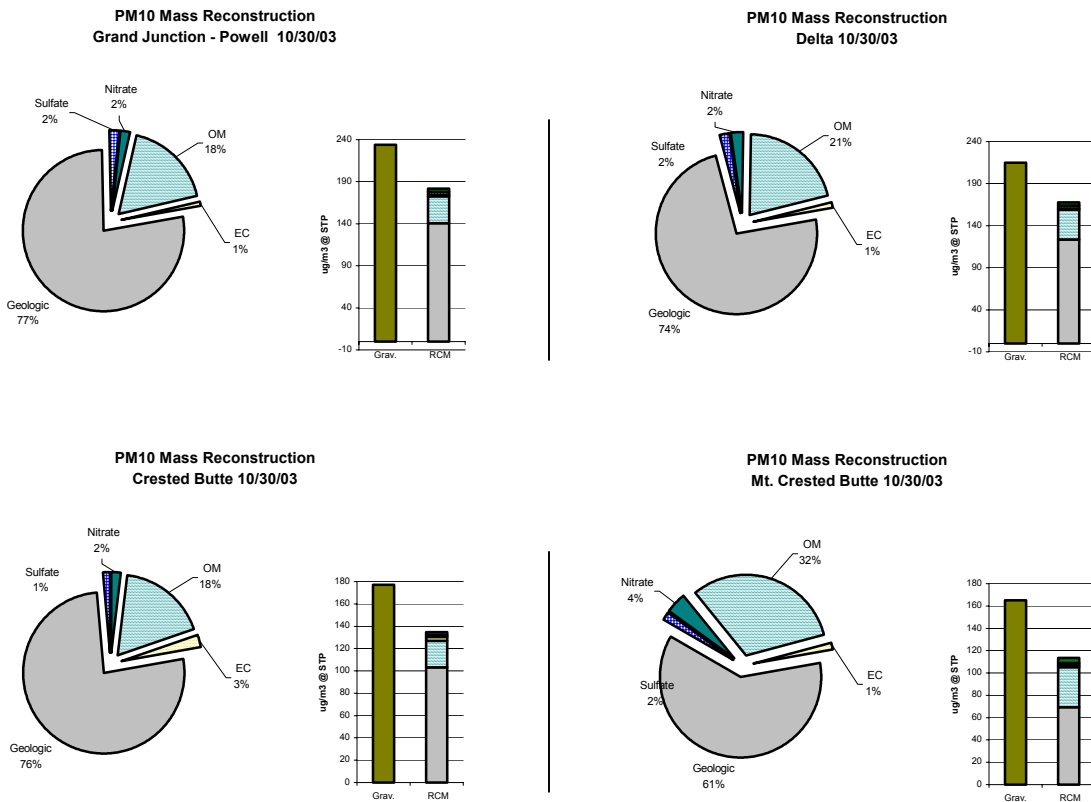 PM10 Mass Reconstruction
Grand Junction - Powell 10/30/03
Nitrate
2%
Sulfate
2%
OM
18%
EC
1%
Geologic
77%
240
190
140
90
40
-10
ug/m3 @ STP
Grav.
RCM
PM10 Mass Reconstruction
Delta 10/30/03
Nitrate
2%
Sulfate
2%
OM
21%
EC
1%
Geologic
74%
240
190
140
90
40
-10
ug/m3 @ STP
Grav.
RCM
PM10 Mass Reconstruction
Crested Butte 10/30/03
Nitrate
2%
Sulfate
1%
OM
18%
EC
3%
Geologic
76%
180
160
140
120
100
80
60
40
20
0
ug/m3 @ STP
Grav.
RCM
PM10 Mass Reconstruction
Mt. Crested Butte 10/30/03
OM
32%
Nitrate
4%
EC
1%
Sulfate
2%
Geologic
61%
180
160
140
120
100
80
60
40
20
0
ug/m3 @ STP
Grav.
RCM